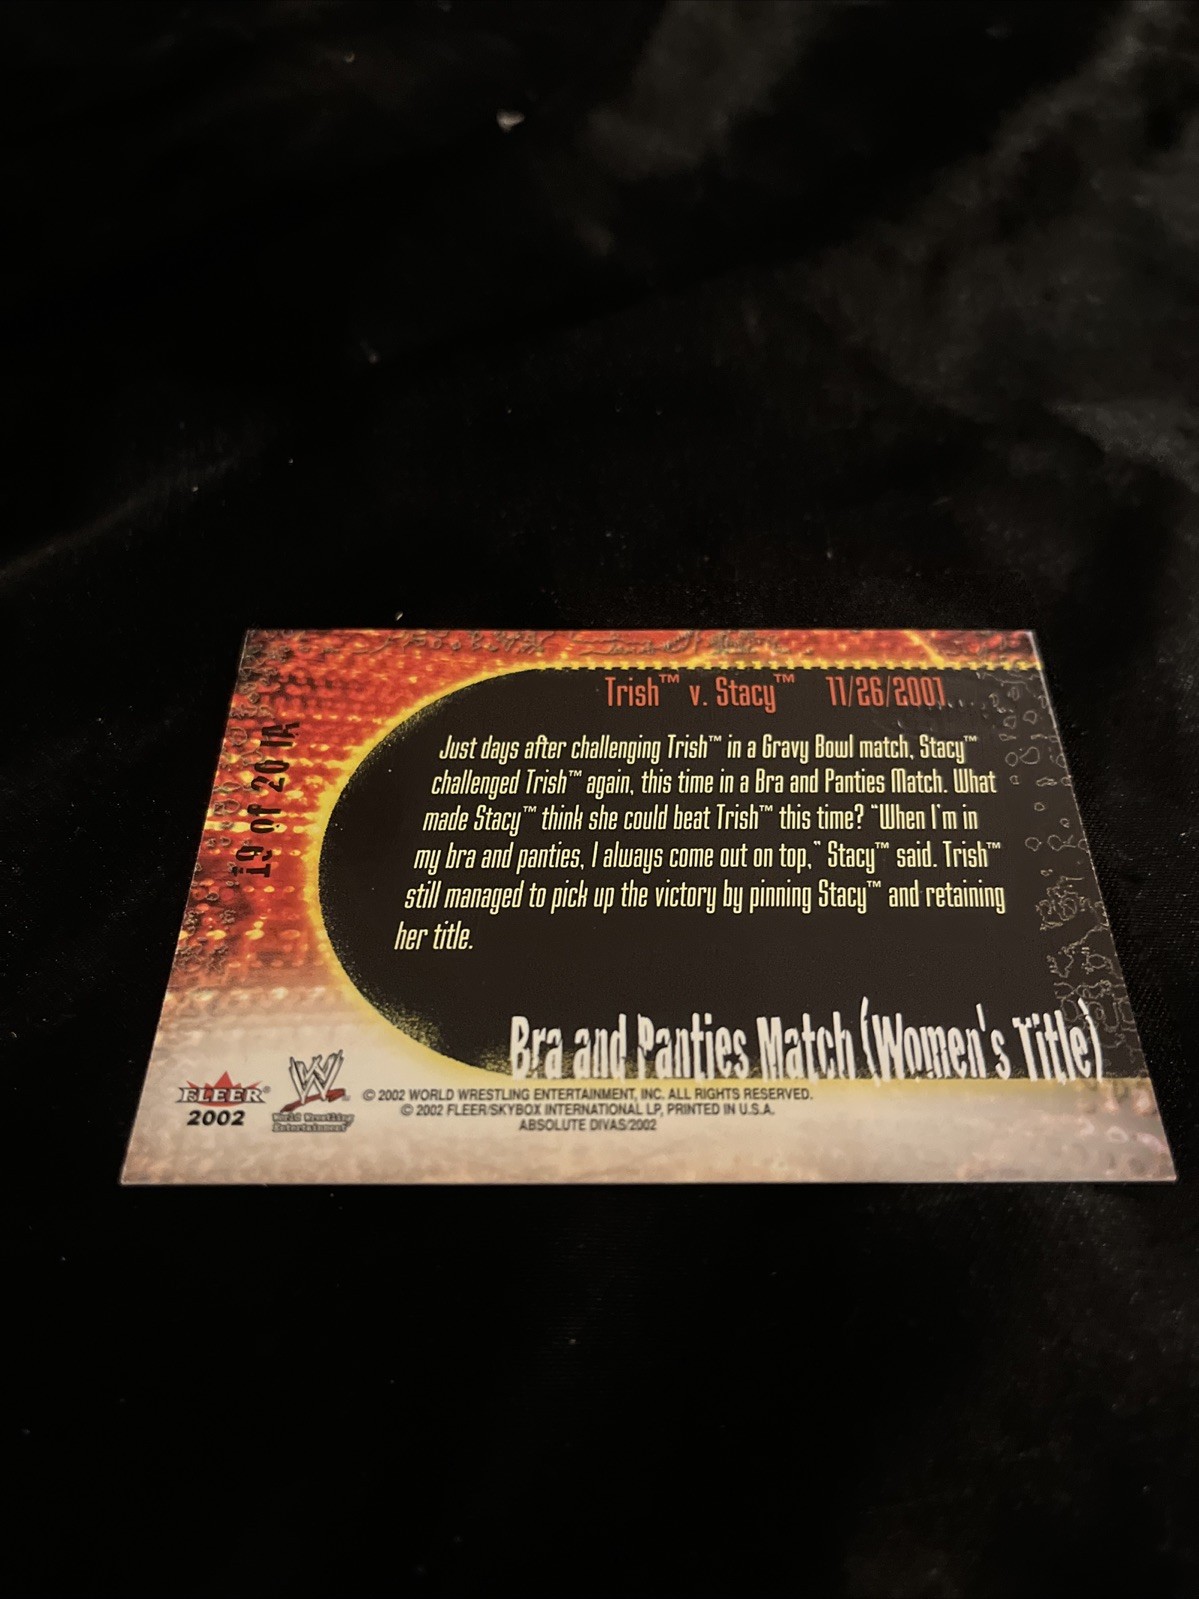 Trish™ v. Stacy™ 11/26/2001
19 of 20 IA
Just days after challenging Trish™ in a Gravy Bowl match, Stacy™
challenged Trish™ again, this time in a Bra and Panties Match. What
made Stacy™ think she could beat Trish™ this time? "When I'm in
my bra and panties, I always come out on top," Stacy™ said. Trish™
still managed to pick up the victory by pinning Stacy™ and retaining
her title.
Bra and Panties Match (Women's Title)
FLEER
2002
W
World Wrestling
Entertainment
© 2002 WORLD WRESTLING ENTERTAINMENT, INC. ALL RIGHTS RESERVED.
© 2002 FLEER/SKYBOX INTERNATIONAL LP, PRINTED IN U.S.A.
ABSOLUTE DIVAS/2002